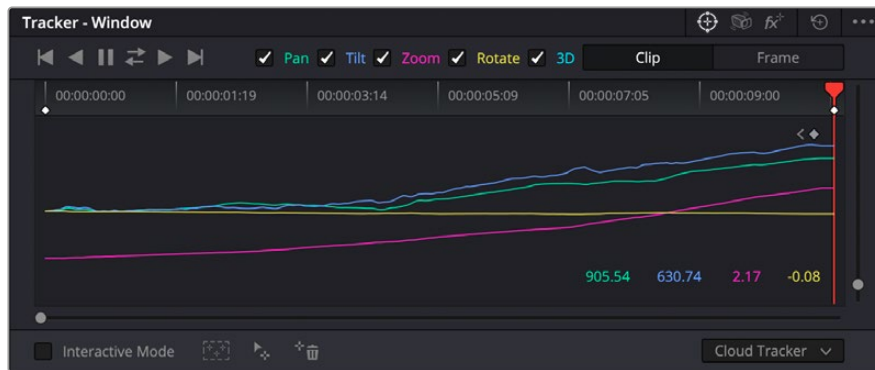 Tracker - Window
fx
Pan Tilt Zoom Rotate 3D Clip Frame
00:00:00:00 00:00:01:19 00:00:03:14 00:00:05:09 00:00:07:05 00:00:09:00
905.54 630.74 2.17 -0.08
Interactive Mode Cloud Tracker